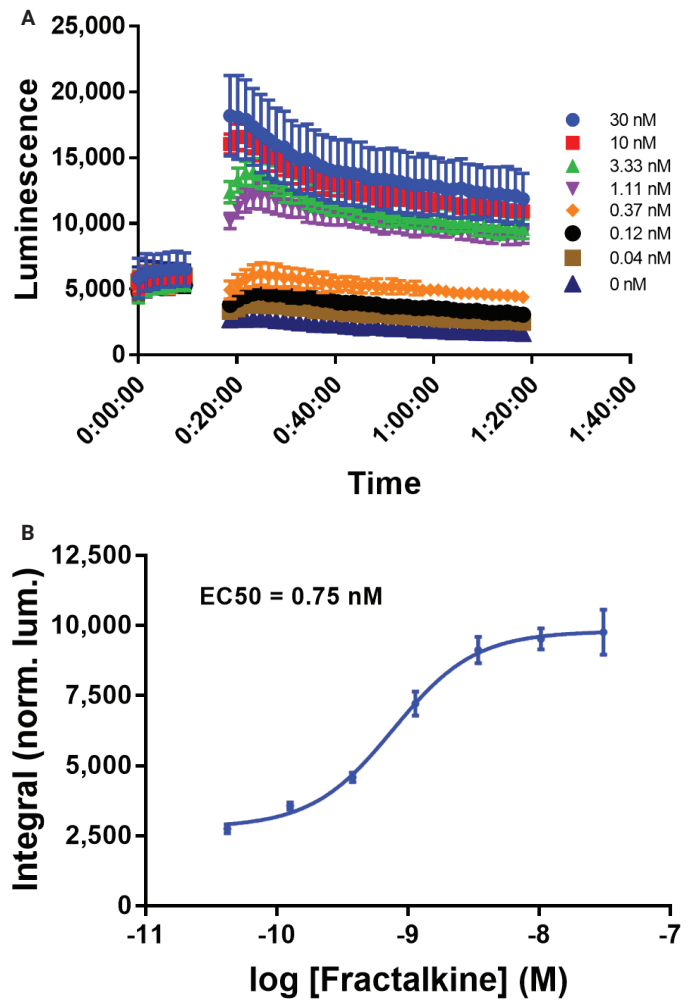 A
25,000
20,000
15,000
10,000
5,000
0
Luminescence
0:00:00
0:20:00
0:40:00
1:00:00
1:20:00
1:40:00
Time
30 nM
10 nM
3.33 nM
1.11 nM
0.37 nM
0.12 nM
0.04 nM
0 nM
B
12,500
10,000
7,500
5,000
2,500
0
Integral (norm. lum.)
EC50 = 0.75 nM
-11
-10
-9
-8
-7
log [Fractalkine] (M)